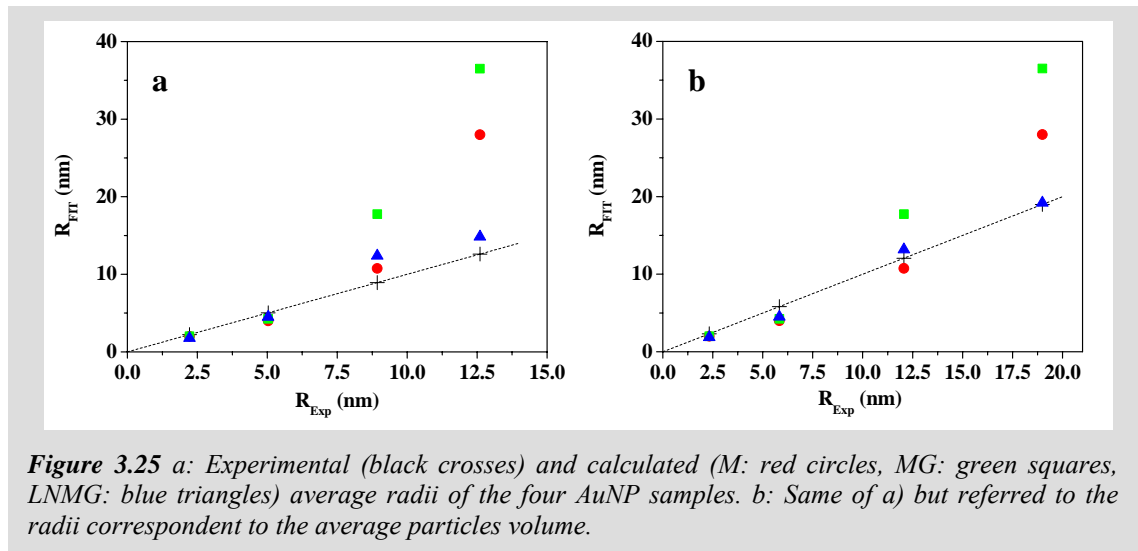 a
40
30
20
10
0
R_FIT (nm)
0.0 2.5 5.0 7.5 10.0 12.5 15.0
R_Exp (nm)
b
40
30
20
10
0
R_FIT (nm)
0.0 2.5 5.0 7.5 10.0 12.5 15.0 17.5 20.0
R_Exp (nm)
Figure 3.25 a: Experimental (black crosses) and calculated (M: red circles, MG: green squares,
LNMG: blue triangles) average radii of the four AuNP samples. b: Same of a) but referred to the
radii correspondent to the average particles volume.